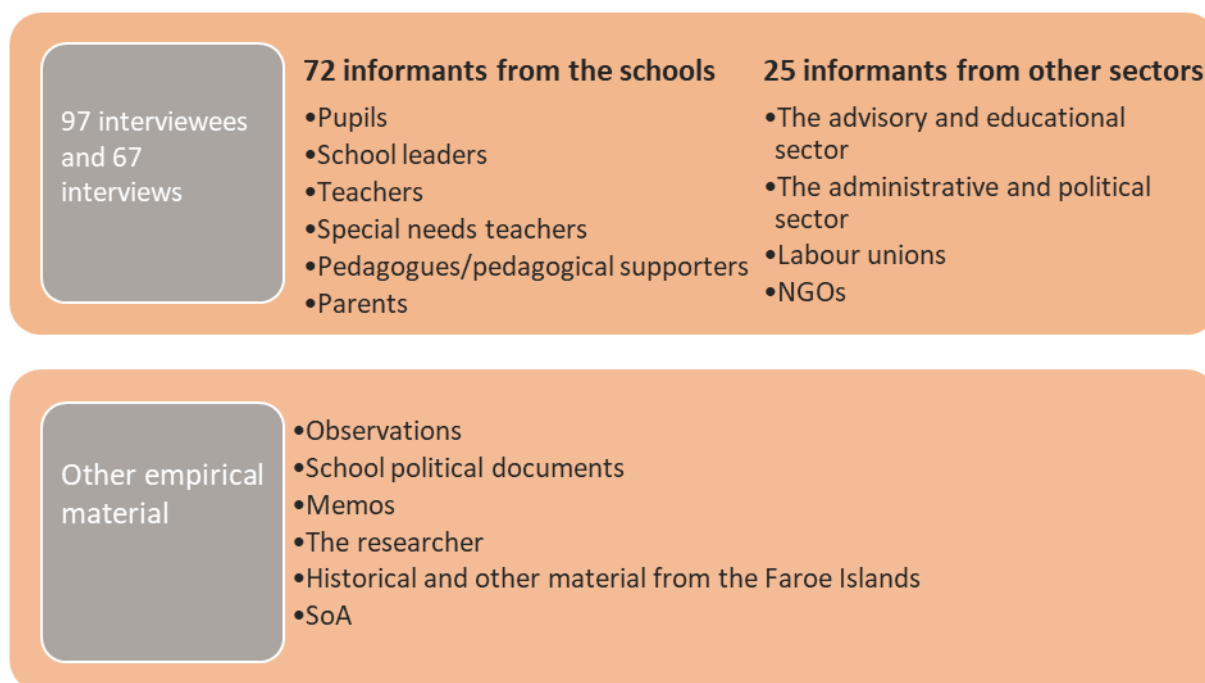 97 interviewees
and 67
interviews
72 informants from the schools
•Pupils
•School leaders
•Teachers
•Special needs teachers
•Pedagogues/pedagogical supporters
•Parents
25 informants from other sectors
•The advisory and educational
sector
•The administrative and political
sector
•Labour unions
•NGOs
Other empirical
material
•Observations
•School political documents
•Memos
•The researcher
•Historical and other material from the Faroe Islands
•SoA